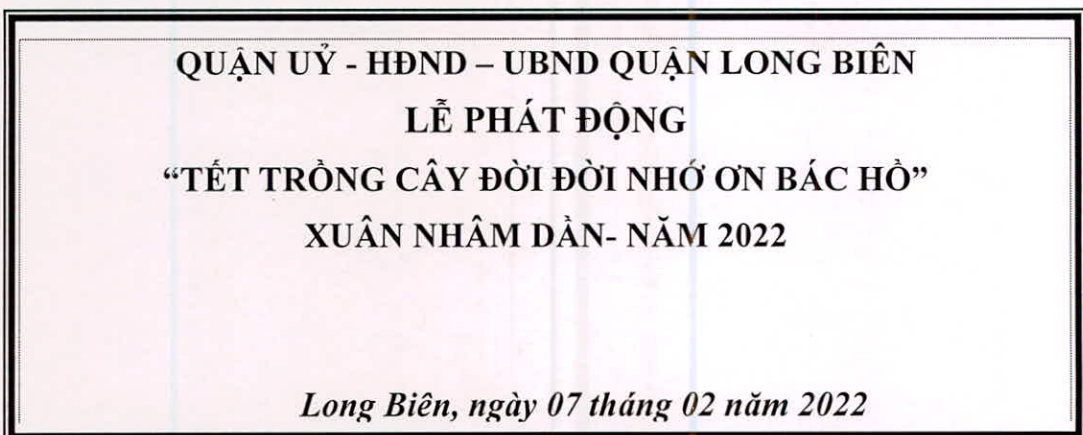 QUẬN UỶ - HĐND – UBND QUẬN LONG BIÊN
LỄ PHÁT ĐỘNG
“TẾT TRỒNG CÂY ĐỜI ĐỜI NHỚ ƠN BÁC HỒ”
XUÂN NHÂM DẦN- NĂM 2022
Long Biên, ngày 07 tháng 02 năm 2022